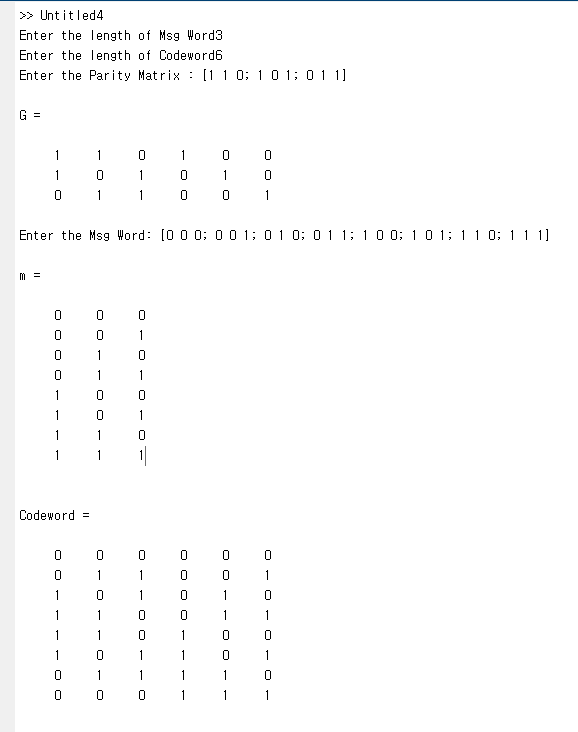 >> Untitled4
Enter the length of Msg Word3
Enter the length of Codeword6
Enter the Parity Matrix : [1 1 0; 1 0 1; 0 1 1]
G =
1 1 0 1 0 0
1 0 1 0 1 0
0 1 1 0 0 1
Enter the Msg Word: [0 0 0; 0 0 1; 0 1 0; 0 1 1; 1 0 0; 1 0 1; 1 1 0; 1 1 1]
m =
0 0 0
0 0 1
0 1 0
0 1 1
1 0 0
1 0 1
1 1 0
1 1 1
Codeword =
0 0 0 0 0 0
0 1 1 0 0 1
1 0 1 0 1 0
1 1 0 0 1 1
1 1 0 1 0 0
1 0 1 1 0 1
0 1 1 1 1 0
0 0 0 1 1 1